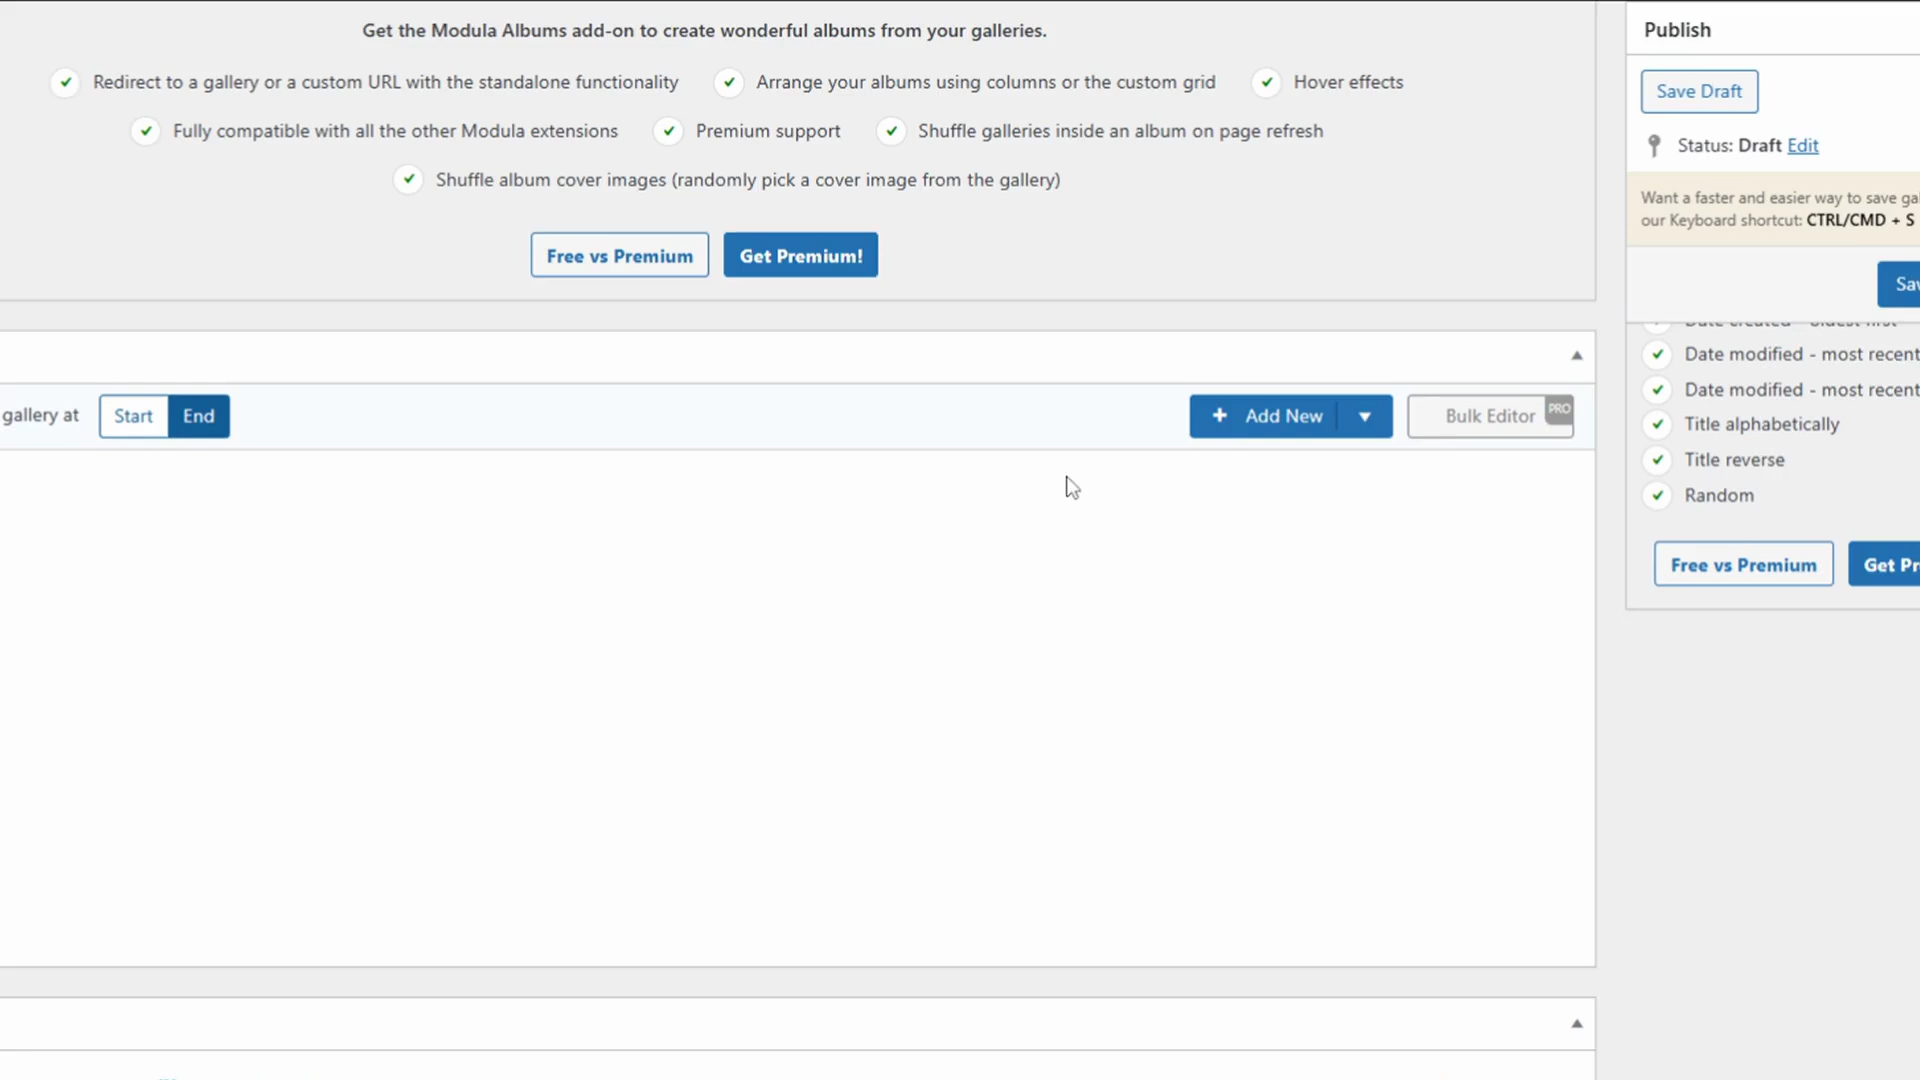 Get the Modula Albums add-on to create wonderful albums from your galleries.
Redirect to a gallery or a custom URL with the standalone functionality
Arrange your albums using columns or the custom grid
Hover effects
Fully compatible with all the other Modula extensions
Premium support
Shuffle galleries inside an album on page refresh
Shuffle album cover images (randomly pick a cover image from the gallery)
Free vs Premium
Get Premium!
gallery at
Start
End
Add New
Bulk Editor
PRO
Publish
Save Draft
Status: Draft Edit
Want a faster and easier way to save
our Keyboard shortcut: CTRL/CMD + S
Date created - oldest first
Date modified - most recent
Date modified - most recent
Title alphabetically
Title reverse
Random
Free vs Premium
Get